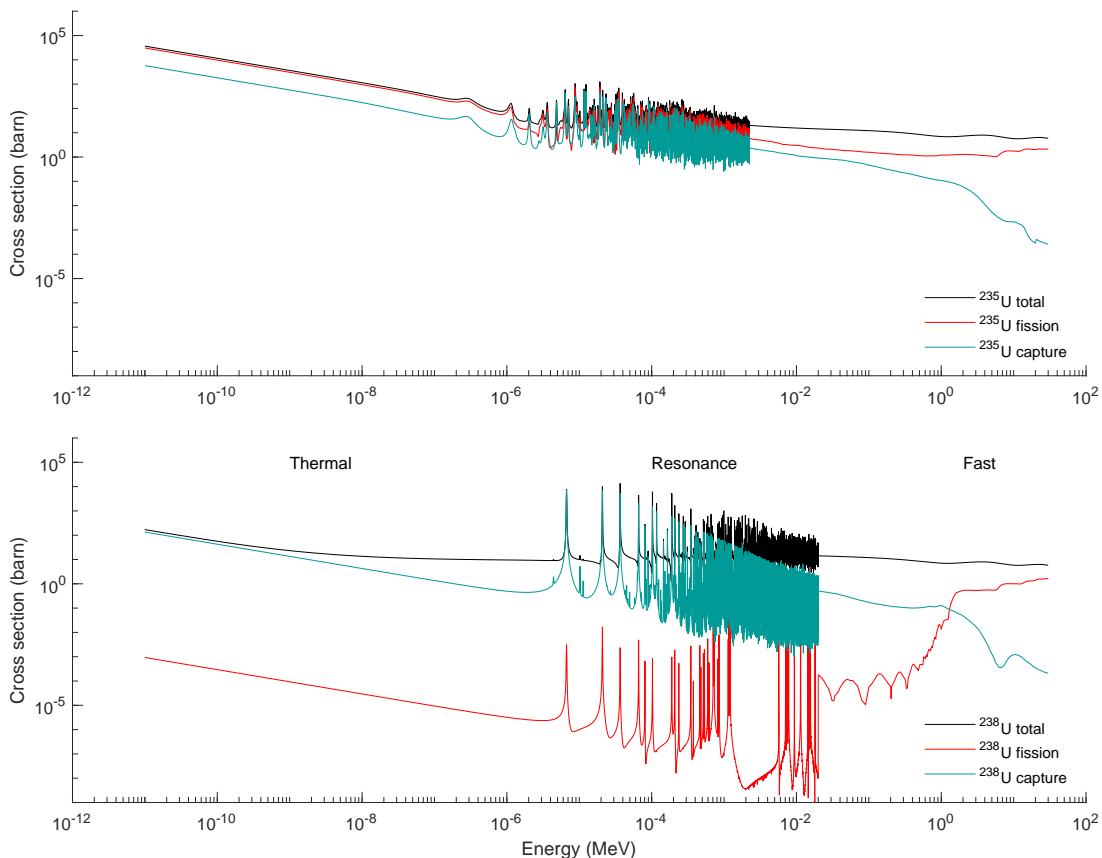 10^5
10^0
10^-5
Cross section (barn)
^235U total
^235U fission
^235U capture
10^-12 10^-10 10^-8 10^-6 10^-4 10^-2 10^0 10^2
Thermal Resonance Fast
10^5
10^0
10^-5
Cross section (barn)
^238U total
^238U fission
^238U capture
10^-12 10^-10 10^-8 10^-6 10^-4 10^-2 10^0 10^2
Energy (MeV)